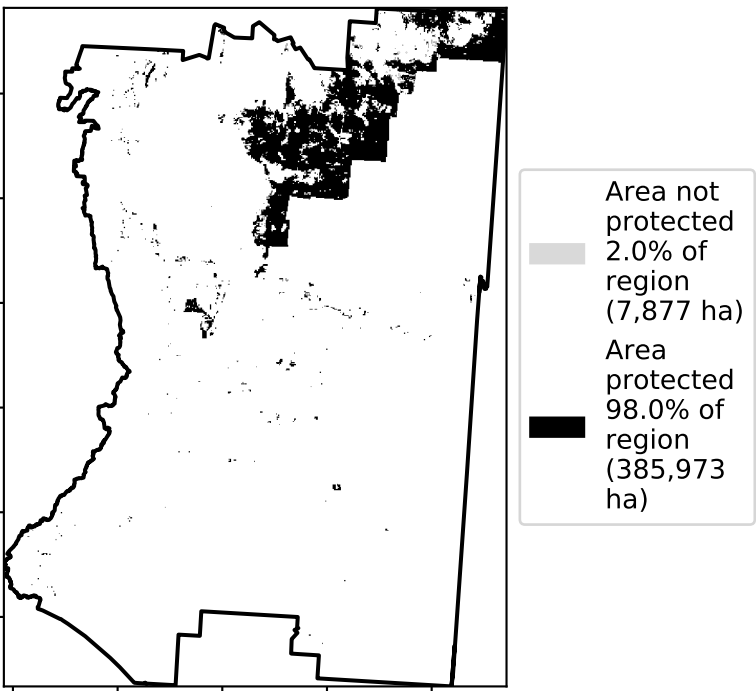 Area not
protected
2.0% of
region
(7,877 ha)
Area
protected
98.0% of
region
(385,973
ha)